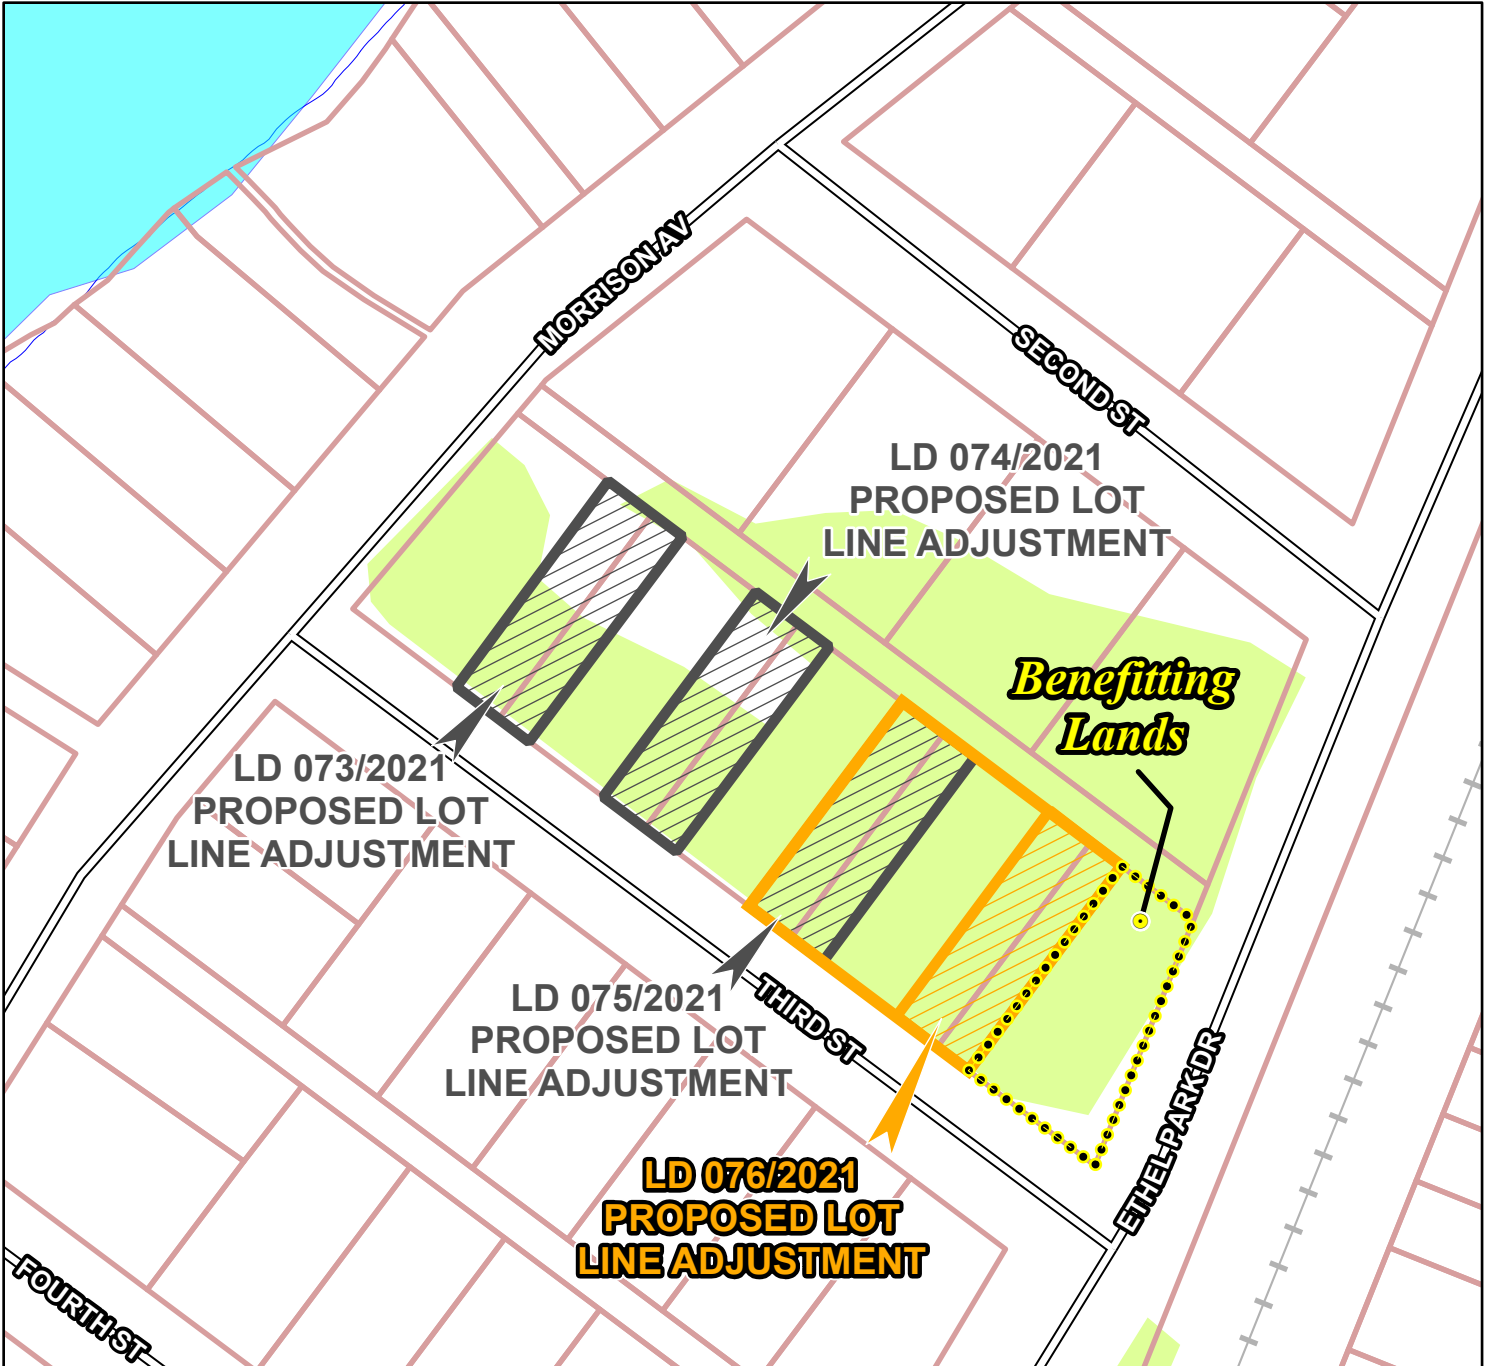 MORRISON AV
SECOND ST
LD 074/2021
PROPOSED LOT
LINE ADJUSTMENT
Benefitting
Lands
LD 073/2021
PROPOSED LOT
LINE ADJUSTMENT
LD 075/2021
PROPOSED LOT
LINE ADJUSTMENT
THIRD ST
ETHEL PARK DR
LD 076/2021
PROPOSED LOT
LINE ADJUSTMENT
FOURTH ST